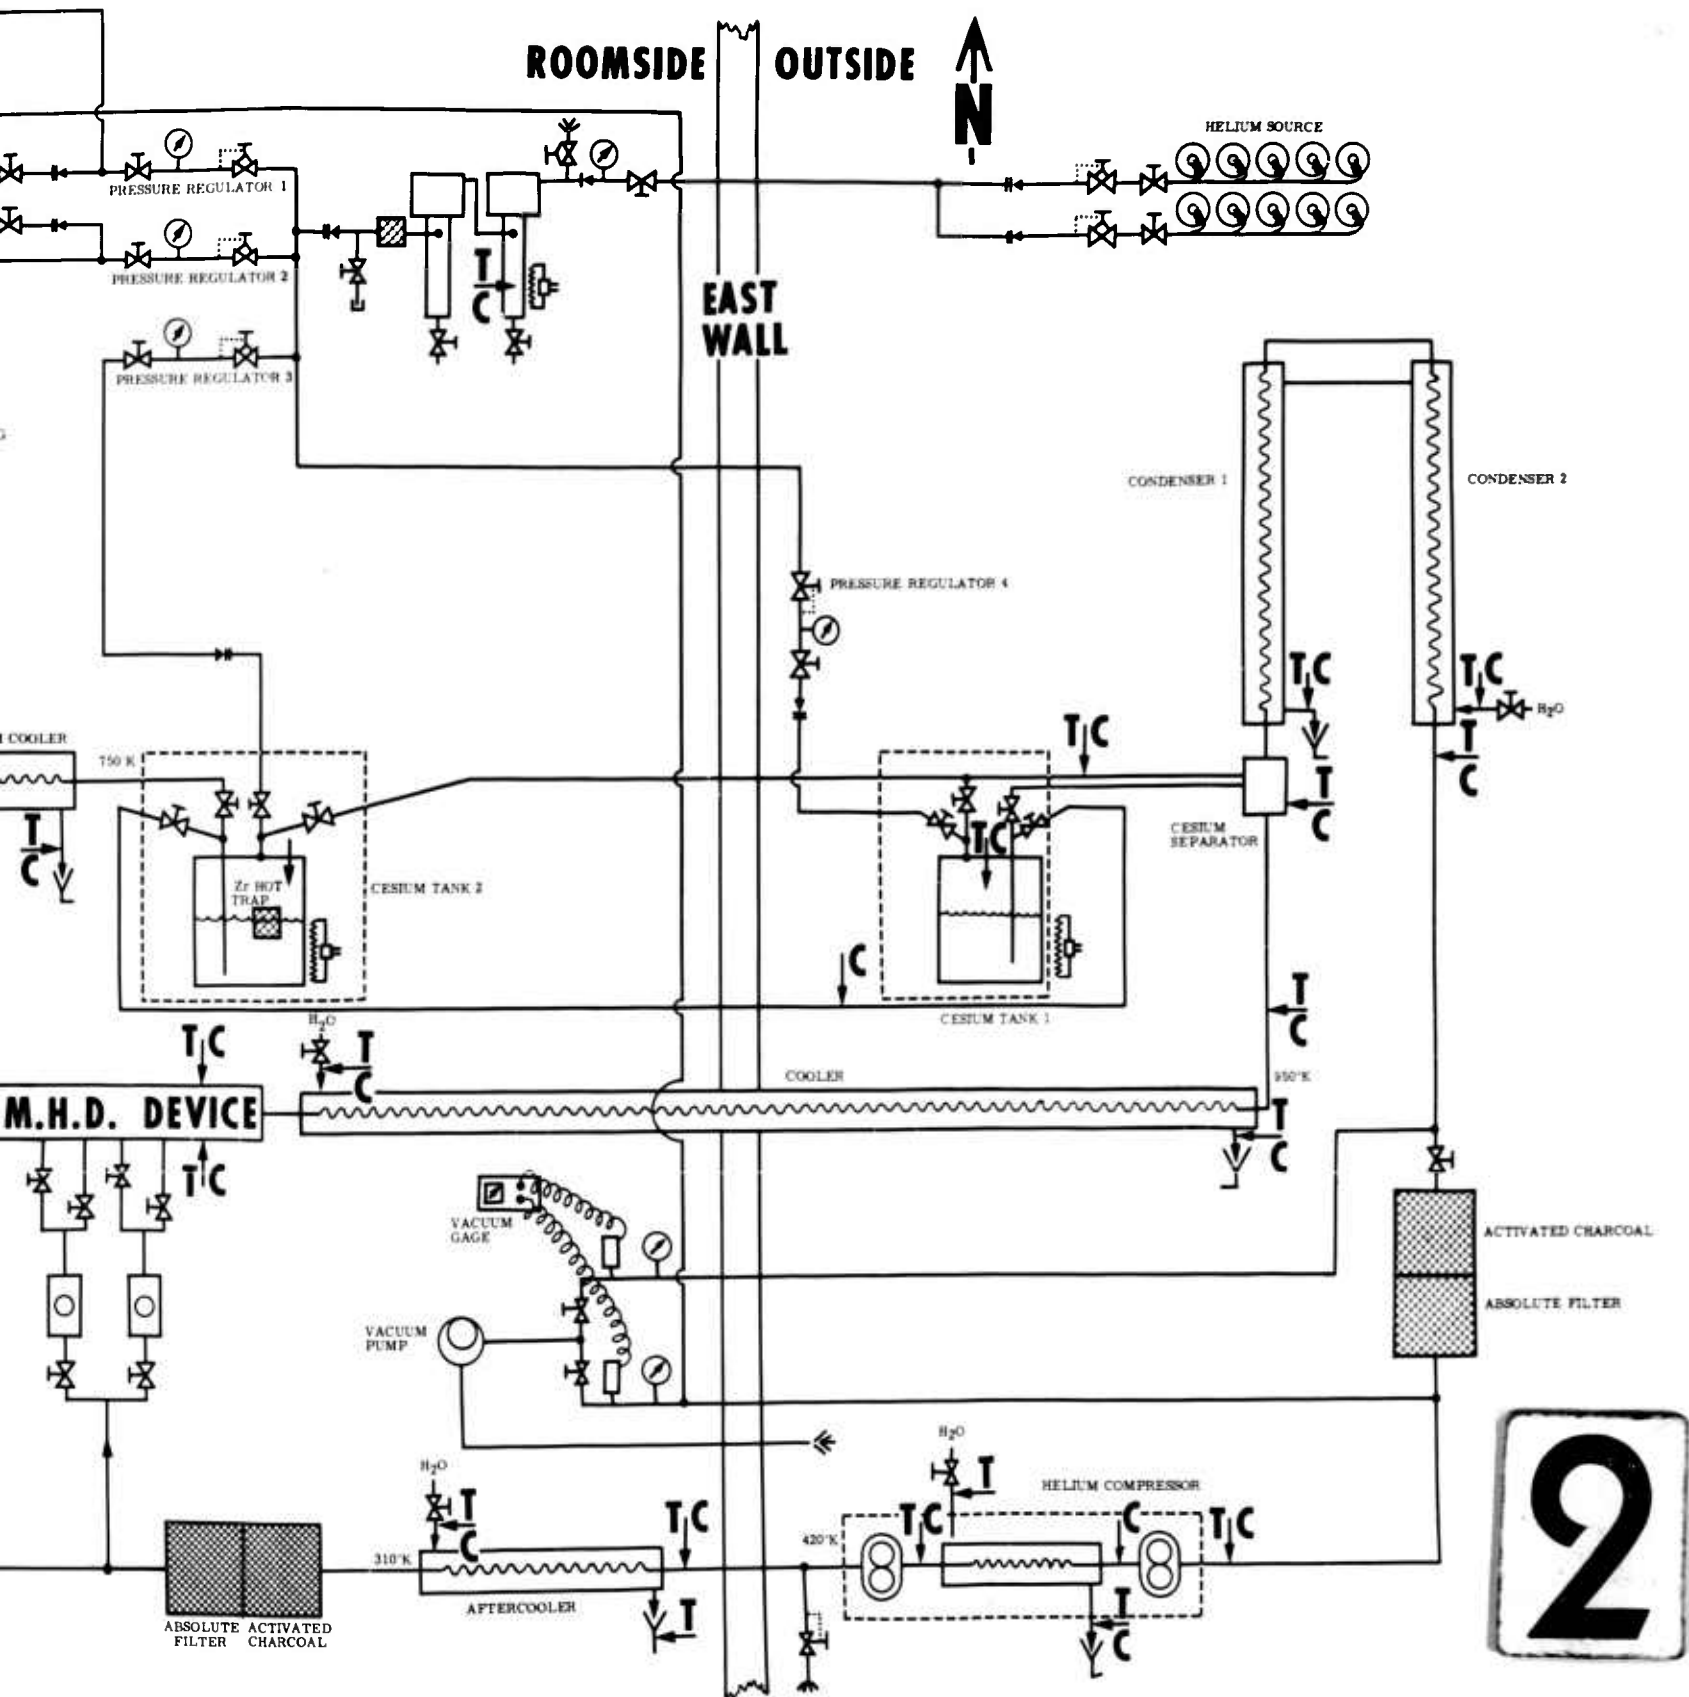 ROOMSIDE OUTSIDE
N
HELIUM SOURCE
PRESSURE REGULATOR 1
PRESSURE REGULATOR 2
PRESSURE REGULATOR 3
T
C
EAST
WALL
CONDENSER 1
CONDENSER 2
PRESSURE REGULATOR 4
T C
T C
H2O
T
C
COOLER
750 K
T C
T
C
CESIUM
SEPARATOR
T
C
TC
Zr HOT
TRAP
CESIUM TANK 2
C
CESIUM TANK 1
T
C
H2O
T
C
T C
COOLER
950°K
M.H.D. DEVICE
T
C
T C
VACUUM
GAGE
ACTIVATED CHARCOAL
ABSOLUTE FILTER
VACUUM
PUMP
H2O
T
HELIUM COMPRESSOR
H2O
T
C
T C
T C
C
T C
420°K
310°K
AFTERCOOLER
T
T
C
ABSOLUTE ACTIVATED
FILTER CHARCOAL
2